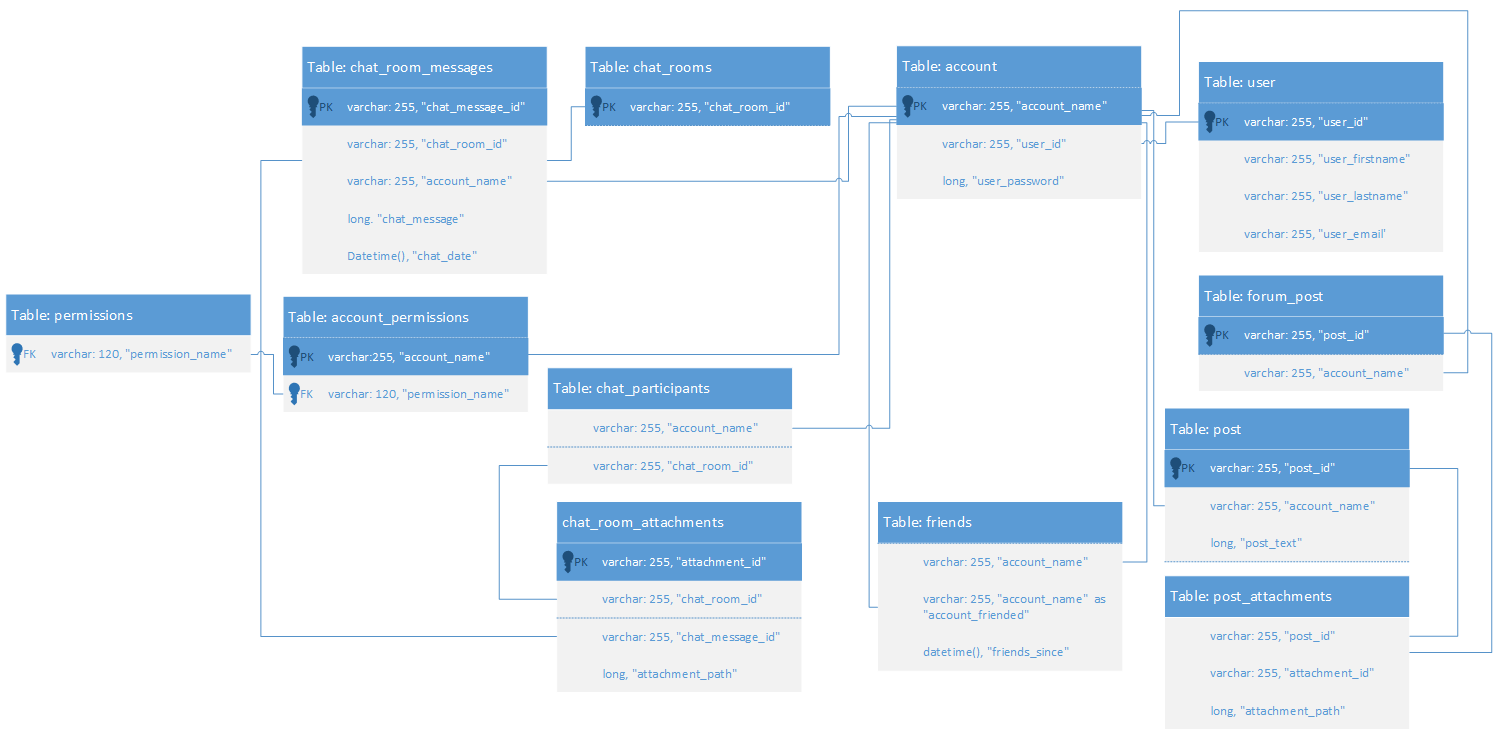 Table: chat_room_messages
PK varchar: 255, "chat_message_id"
varchar: 255, "chat_room_id"
varchar: 255, "account_name"
long. "chat_message"
Datetime(), "chat_date"
Table: chat_rooms
PK varchar: 255, "chat_room_id"
Table: account
PK varchar: 255, "account_name"
varchar: 255, "user_id"
long, "user_password"
Table: user
PK varchar: 255, "user_id"
varchar: 255, "user_firstname"
varchar: 255, "user_lastname"
varchar: 255, "user_email'
Table: permissions
FK varchar: 120, "permission_name"
Table: account_permissions
PK varchar:255, "account_name"
FK varchar: 120, "permission_name"
Table: chat_participants
varchar: 255, "account_name"
varchar: 255, "chat_room_id"
chat_room_attachments
PK varchar: 255, "attachment_id"
varchar: 255, "chat_room_id"
varchar: 255, "chat_message_id"
long, "attachment_path"
Table: friends
varchar: 255, "account_name"
varchar: 255, "account_name" as
"account_friended"
datetime(), "friends_since"
Table: forum_post
PK varchar: 255, "post_id"
varchar: 255, "account_name"
Table: post
PK varchar: 255, "post_id"
varchar: 255, "account_name"
long, "post_text"
Table: post_attachments
varchar: 255, "post_id"
varchar: 255, "attachment_id"
long, "attachment_path"